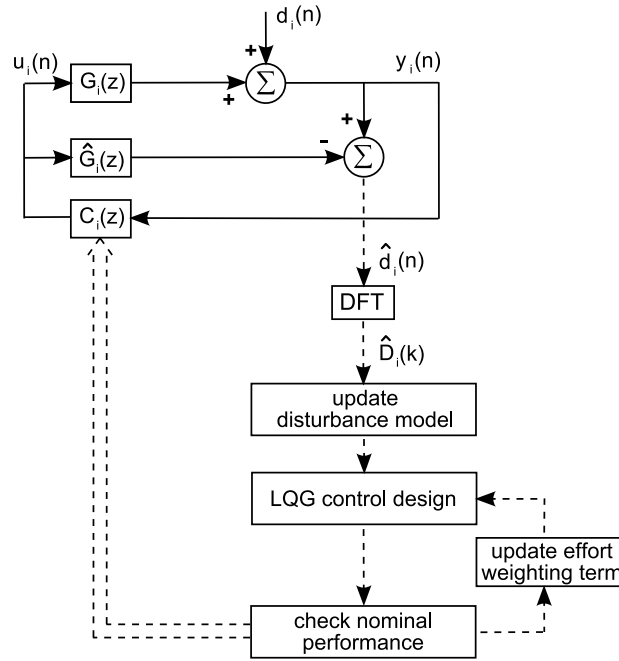 d_i(n)
+
u_i(n)
y_i(n)
G_i(z)
Σ
+
+
Ĝ_i(z)
-
Σ
C_i(z)
d̂_i(n)
DFT
D̂_i(k)
update
disturbance model
LQG control design
update effort
weighting term
check nominal
performance